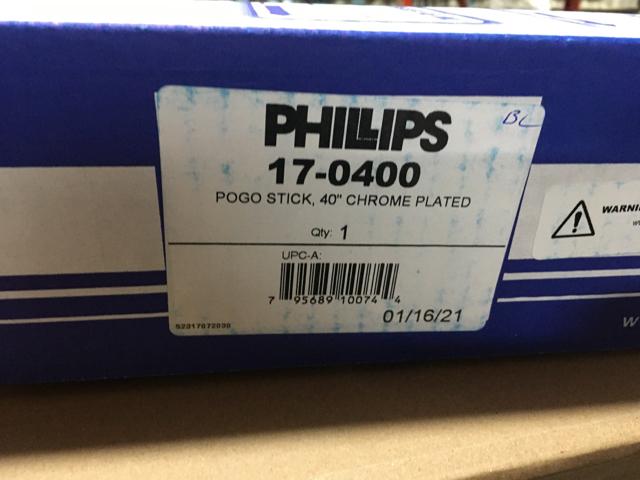 PHILLIPS
BL
17-0400
POGO STICK, 40" CHROME PLATED
Qty: 1
UPC-A:
7 95689 10074 4
01/16/21
52317672030
WARNI
W